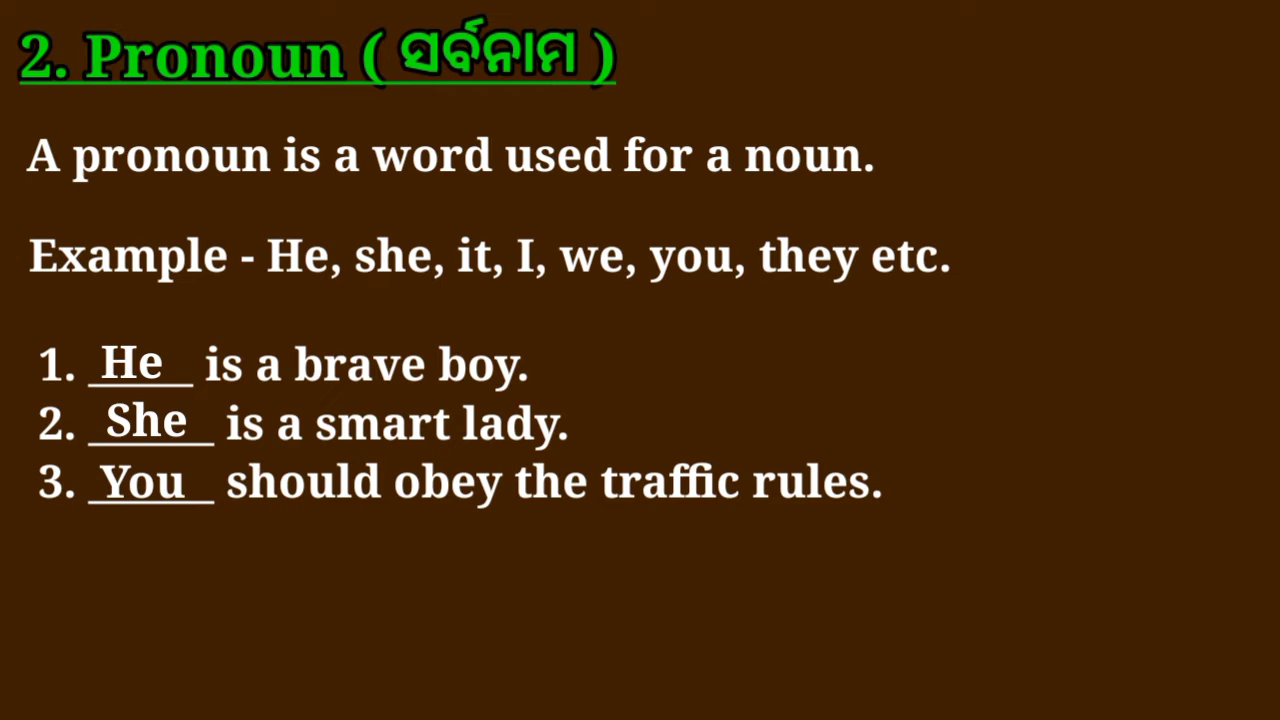 2. Pronoun ( ସର୍ବନାମ )
A pronoun is a word used for a noun.
Example - He, she, it, I, we, you, they etc.
1. He is a brave boy.
2. She is a smart lady.
3. You should obey the traffic rules.